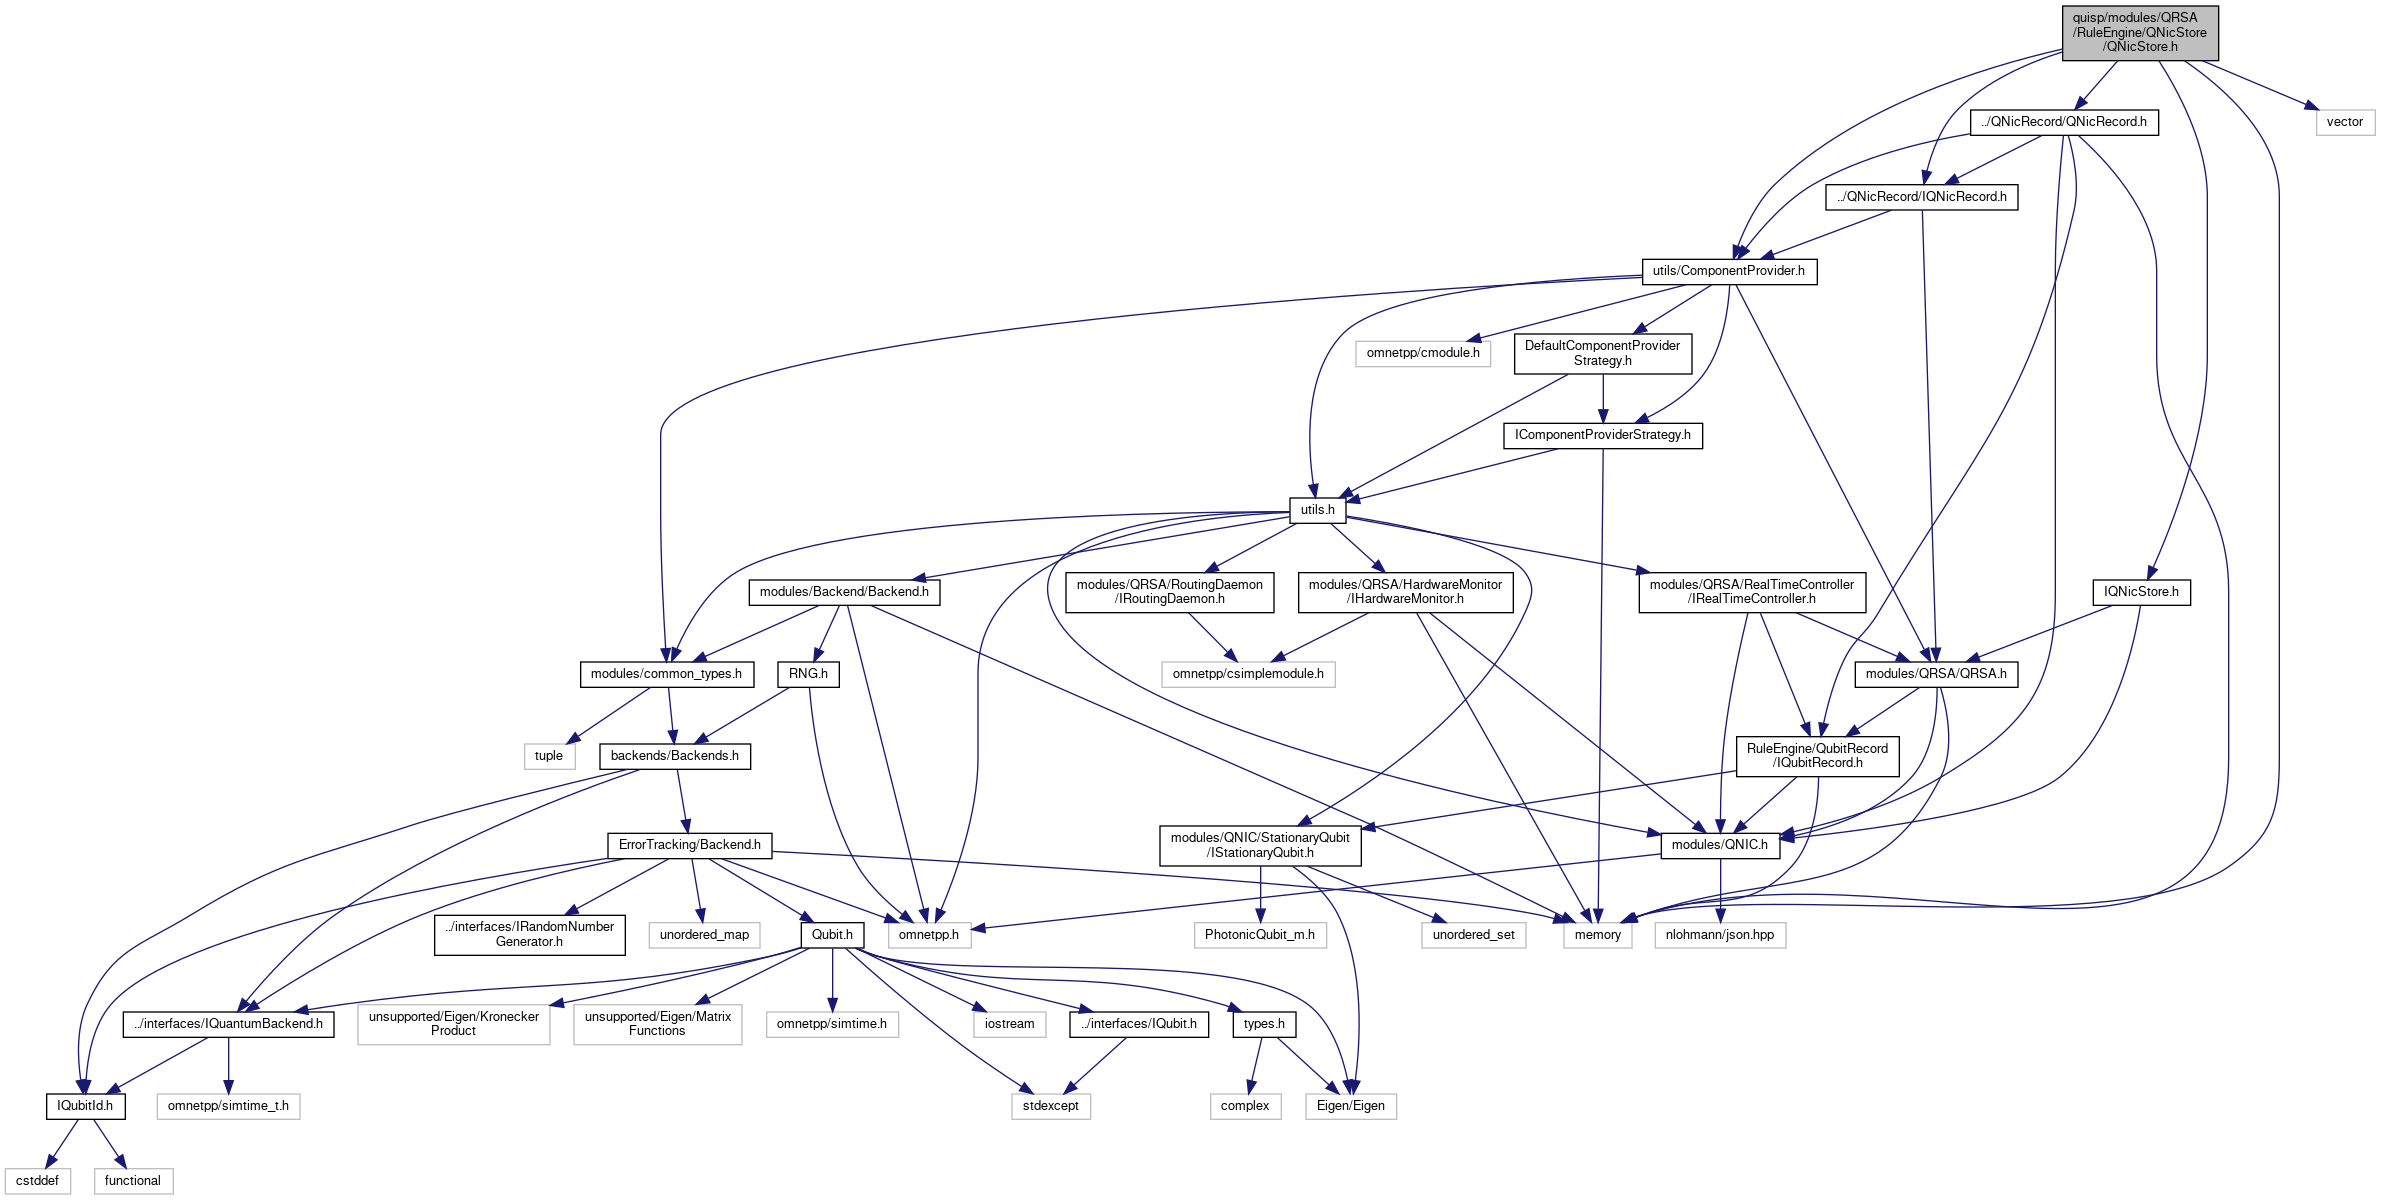 quisp/modules/QRSA
/RuleEngine/QNicStore
/QNicStore.h
../QNicRecord/QNicRecord.h
vector
../QNicRecord/IQNicRecord.h
utils/ComponentProvider.h
omnetpp/cmodule.h
DefaultComponentProvider
Strategy.h
IComponentProviderStrategy.h
utils.h
modules/Backend/Backend.h
modules/QRSA/RoutingDaemon
/IRoutingDaemon.h
modules/QRSA/HardwareMonitor
/IHardwareMonitor.h
modules/QRSA/RealTimeController
/IRealTimeController.h
IQNicStore.h
modules/common_types.h
RNG.h
omnetpp/csimplemodule.h
modules/QRSA/QRSA.h
tuple
backends/Backends.h
RuleEngine/QubitRecord
/IQubitRecord.h
ErrorTracking/Backend.h
modules/QNIC/StationaryQubit
/IStationaryQubit.h
modules/QNIC.h
../interfaces/IRandomNumber
Generator.h
unordered_map
Qubit.h
omnetpp.h
PhotonicQubit_m.h
unordered_set
memory
nlohmann/json.hpp
../interfaces/IQuantumBackend.h
unsupported/Eigen/Kronecker
Product
unsupported/Eigen/Matrix
Functions
omnetpp/simtime.h
iostream
../interfaces/IQubit.h
types.h
IQubitId.h
omnetpp/simtime_t.h
stdexcept
complex
Eigen/Eigen
cstddef
functional